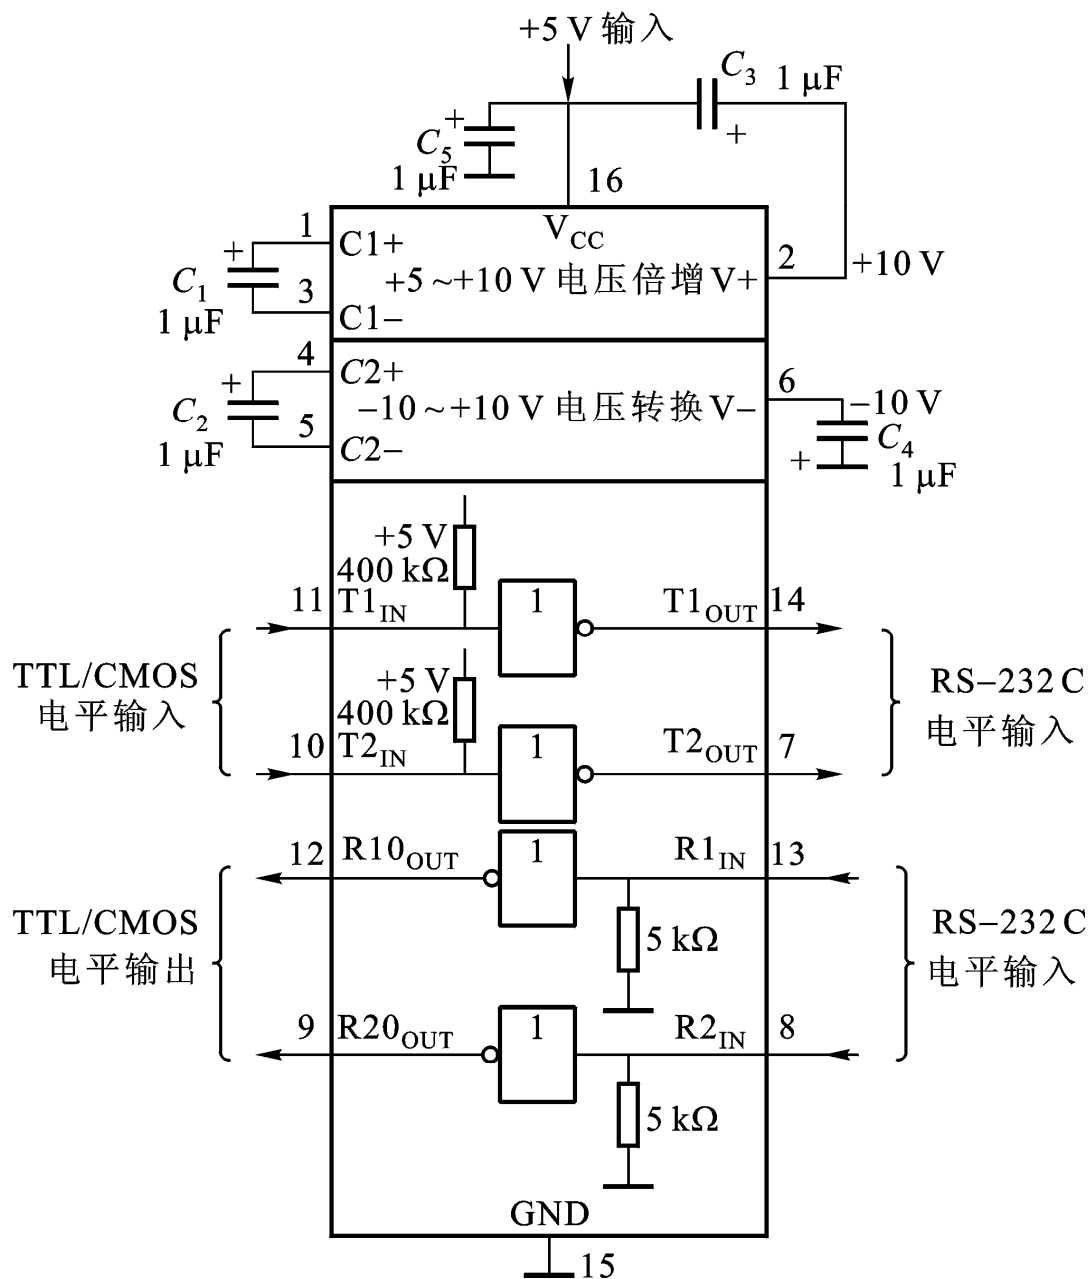 +5 V 输入
C3 1 μF
+
+
C5
1 μF
16
VCC
1
C1+
+
C1
1 μF
3
C1−
+5～+10 V 电压倍增V+
2
+10 V
4
C2+
+
C2
1 μF
5
C2−
−10～+10 V 电压转换V−
6
−10 V
C4
+
1 μF
+5 V
400 kΩ
11 T1IN
1
T1OUT 14
TTL/CMOS
电平输入
+5 V
400 kΩ
10 T2IN
1
T2OUT 7
RS−232 C
电平输入
12 R10OUT
1
R1IN 13
5 kΩ
TTL/CMOS
电平输出
RS−232 C
电平输入
9 R20OUT
1
R2IN 8
5 kΩ
GND
15